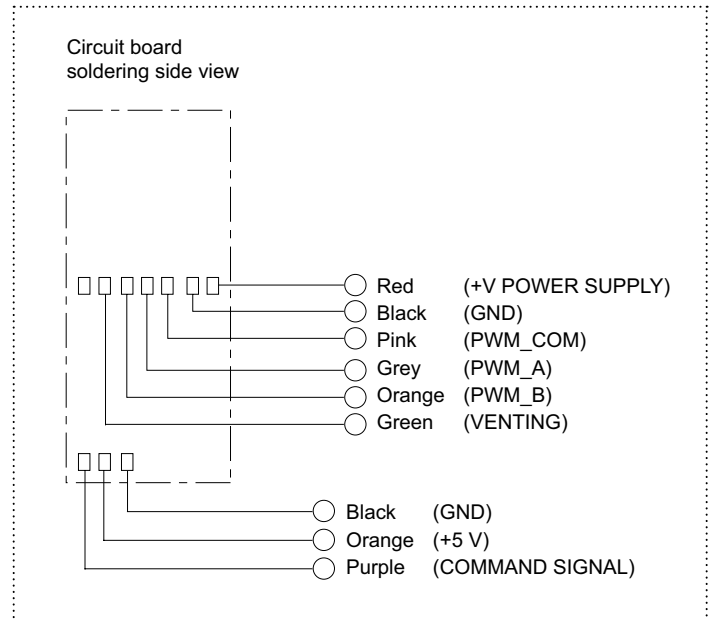 Circuit board
soldering side view
Red (+V POWER SUPPLY)
Black (GND)
Pink (PWM_COM)
Grey (PWM_A)
Orange (PWM_B)
Green (VENTING)
Black (GND)
Orange (+5 V)
Purple (COMMAND SIGNAL)